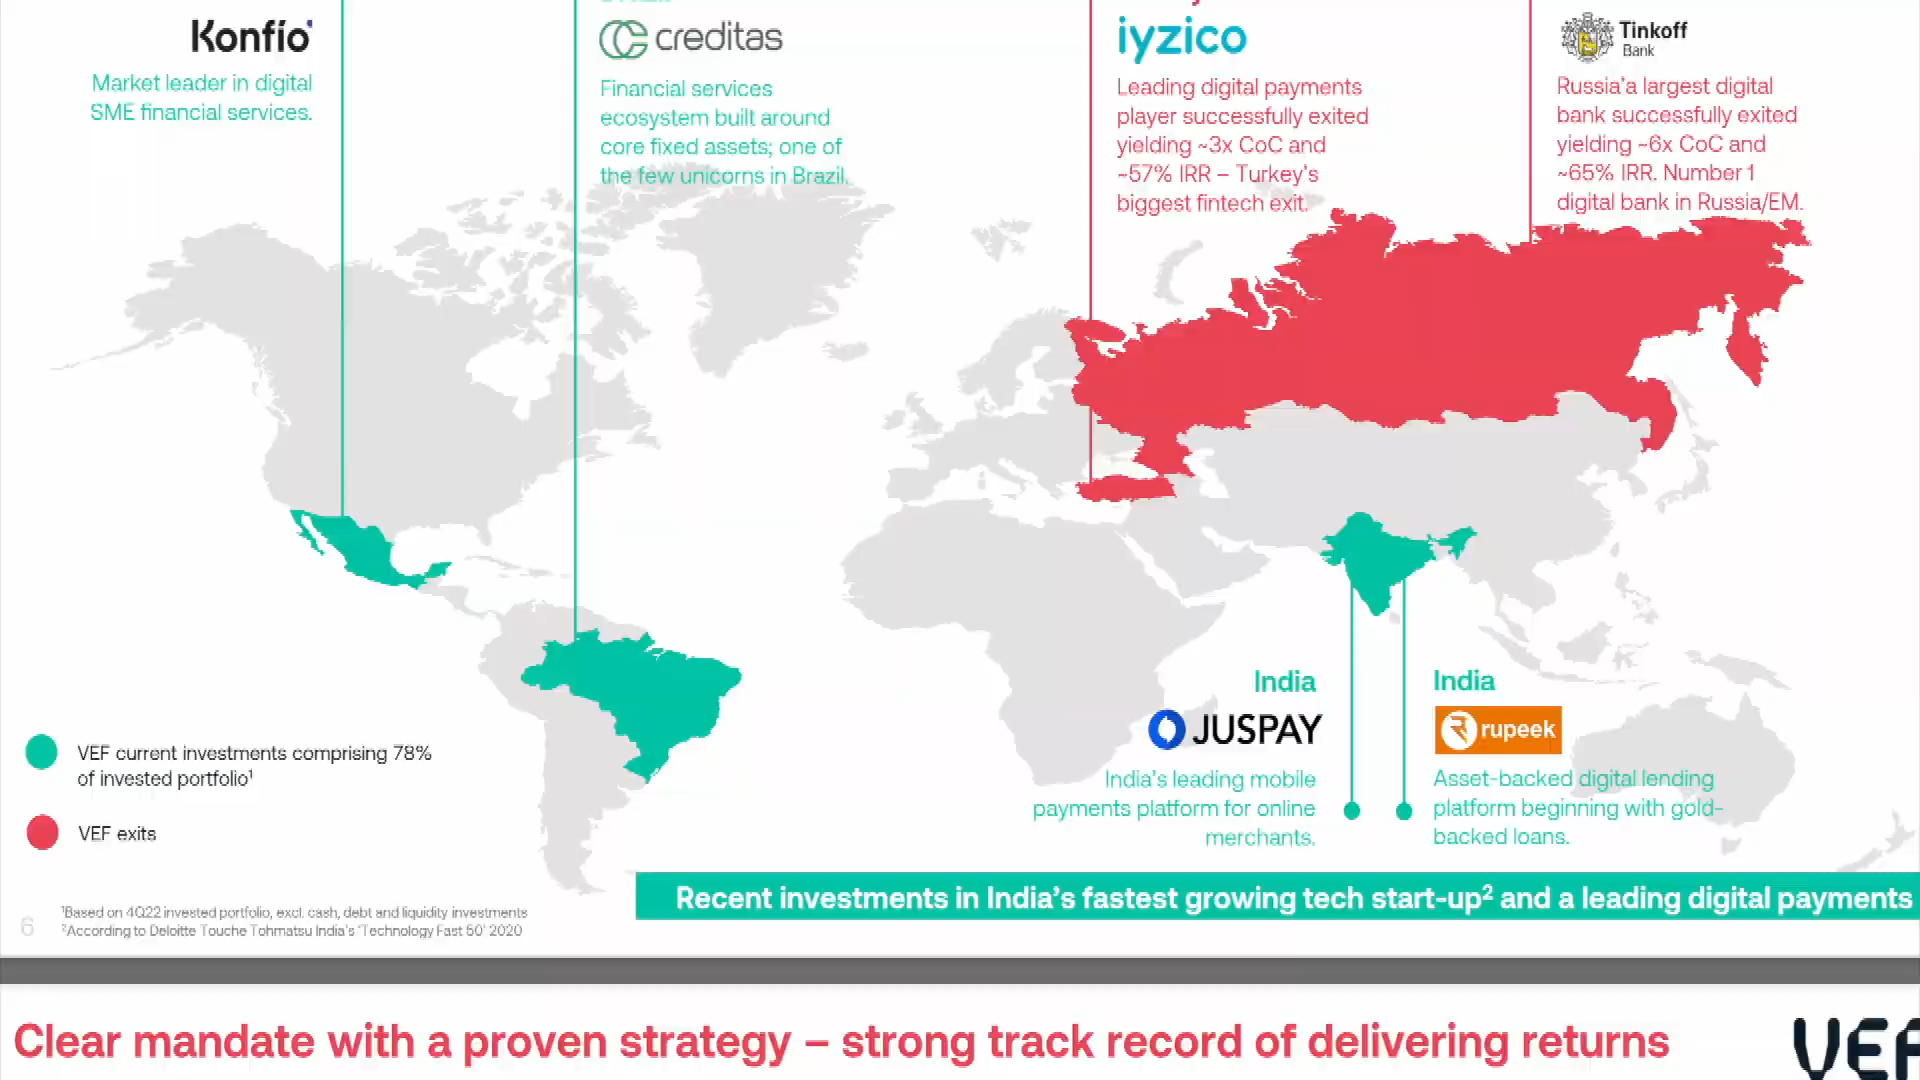 Konfío
Market leader in digital
SME financial services.
creditas
Financial services
ecosystem built around
core fixed assets; one of
the few unicorns in Brazil.
iyzico
Leading digital payments
player successfully exited
yielding ~3x CoC and
~57% IRR – Turkey's
biggest fintech exit.
Tinkoff
Bank
Russia'a largest digital
bank successfully exited
yielding ~6x CoC and
~65% IRR. Number 1
digital bank in Russia/EM.
India
JUSPAY
India's leading mobile
payments platform for online
merchants.
India
rupeek
Asset-backed digital lending
platform beginning with gold-
backed loans.
VEF current investments comprising 78%
of invested portfolio¹
VEF exits
Recent investments in India's fastest growing tech start-up² and a leading digital payments
¹Based on 4Q22 invested portfolio, excl. cash, debt and liquidity investments
²According to Deloitte Touche Tohmatsu India's 'Technology Fast 50' 2020
6
Clear mandate with a proven strategy – strong track record of delivering returns
VEF